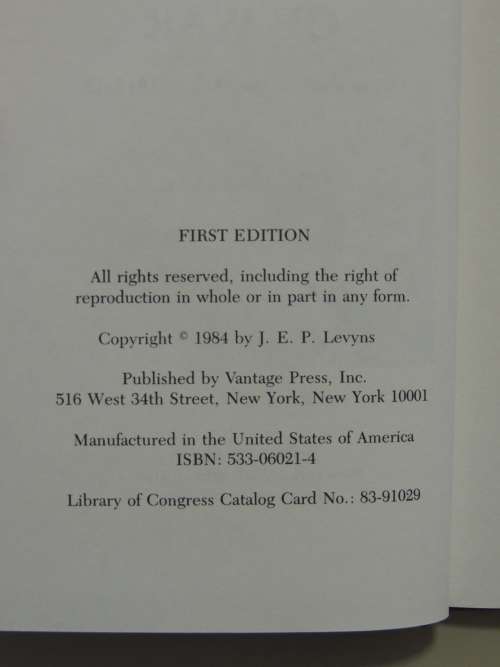 FIRST EDITION
All rights reserved, including the right of
reproduction in whole or in part in any form.
Copyright © 1984 by J. E. P. Levyns
Published by Vantage Press, Inc.
516 West 34th Street, New York, New York 10001
Manufactured in the United States of America
ISBN: 533-06021-4
Library of Congress Catalog Card No.: 83-91029